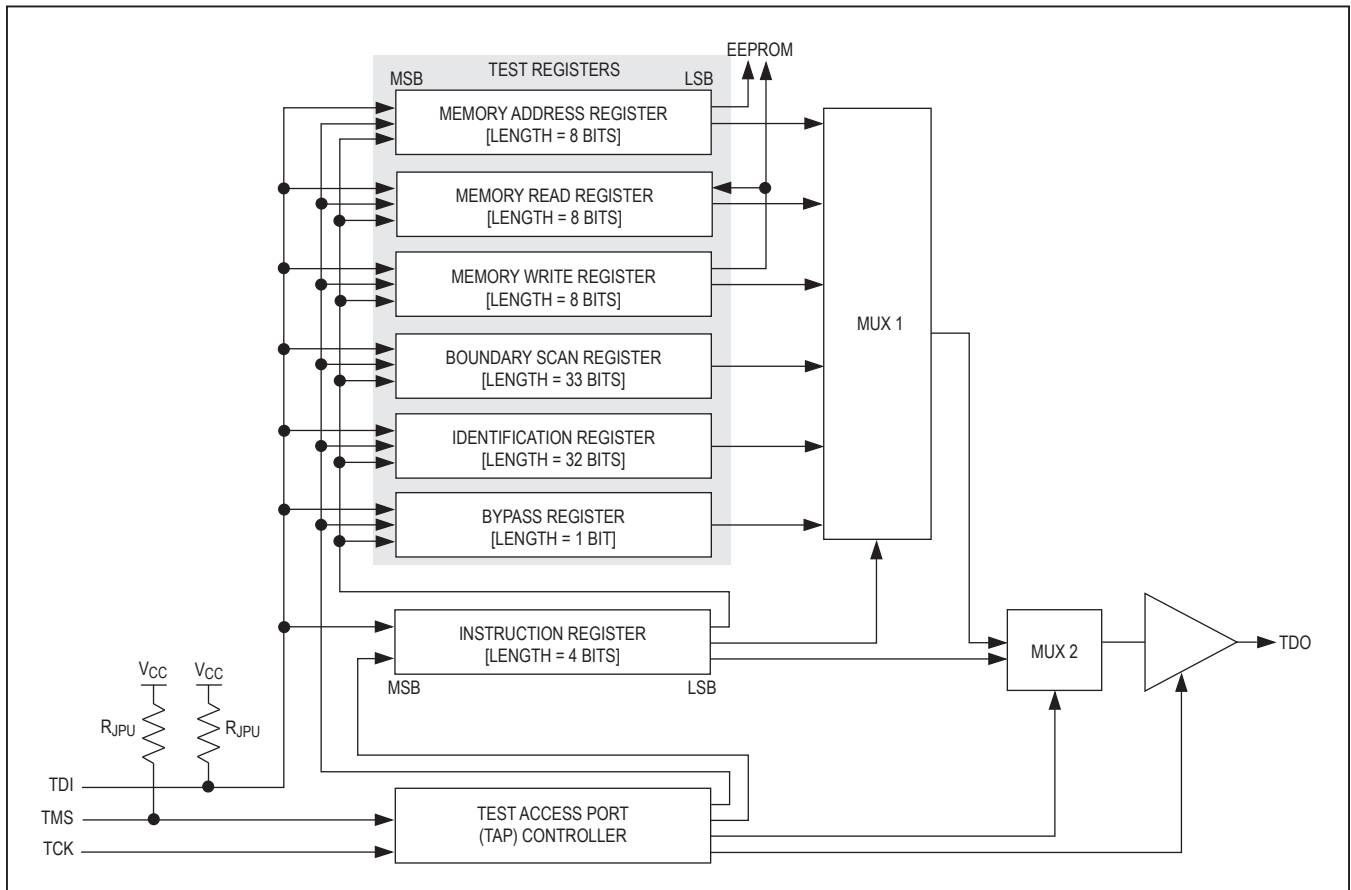 EEPROM
TEST REGISTERS
MSB
LSB
MEMORY ADDRESS REGISTER
[LENGTH = 8 BITS]
MEMORY READ REGISTER
[LENGTH = 8 BITS]
MEMORY WRITE REGISTER
[LENGTH = 8 BITS]
MUX 1
BOUNDARY SCAN REGISTER
[LENGTH = 33 BITS]
IDENTIFICATION REGISTER
[LENGTH = 32 BITS]
BYPASS REGISTER
[LENGTH = 1 BIT]
INSTRUCTION REGISTER
[LENGTH = 4 BITS]
MSB
LSB
MUX 2
TDO
VCC
VCC
RJPU
RJPU
TDI
TMS
TCK
TEST ACCESS PORT
(TAP) CONTROLLER